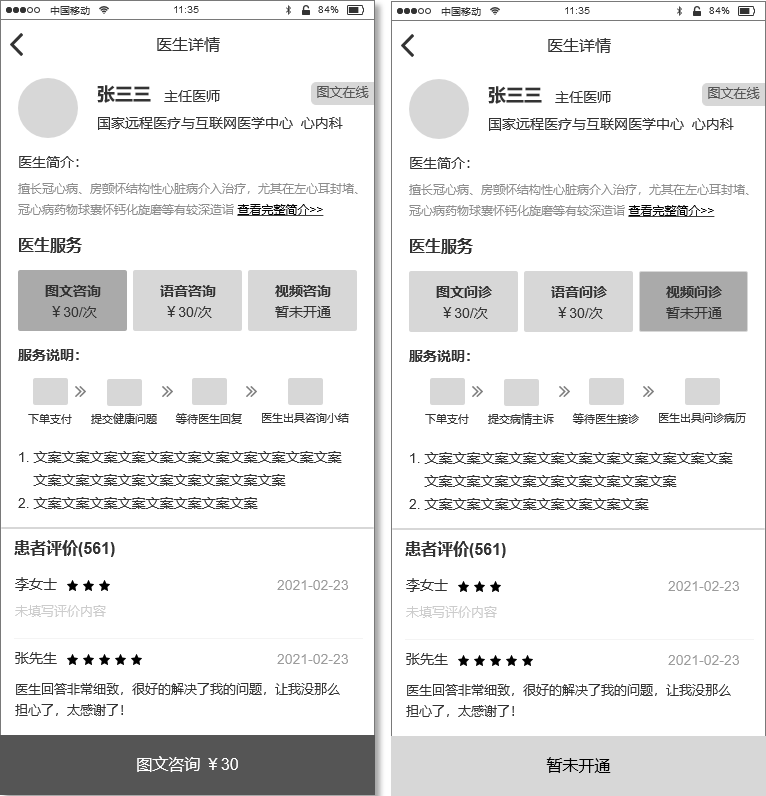 中国移动 11:35 84%
医生详情
张三三 主任医师 图文在线
国家远程医疗与互联网医学中心 心内科
医生简介：
擅长冠心病、房颤怀结构性心脏病介入治疗，尤其在左心耳封堵、
冠心病药物球囊怀钙化旋磨等有较深造诣 查看完整简介>>
医生服务
图文咨询 语音咨询 视频咨询
￥30/次 ￥30/次 暂未开通
服务说明：
下单支付 提交健康问题 等待医生回复 医生出具咨询小结
1. 文案文案文案文案文案文案文案文案文案文案文案
文案文案文案文案文案文案文案文案文案
2. 文案文案文案文案文案文案文案文案
患者评价(561)
李女士 ★★★ 2021-02-23
未填写评价内容
张先生 ★★★★★ 2021-02-23
医生回答非常细致，很好的解决了我的问题，让我没那么
担心了，太感谢了！
图文咨询 ￥30
中国移动 11:35 84%
医生详情
张三三 主任医师 图文在线
国家远程医疗与互联网医学中心 心内科
医生简介：
擅长冠心病、房颤怀结构性心脏病介入治疗，尤其在左心耳封堵、
冠心病药物球囊怀钙化旋磨等有较深造诣 查看完整简介>>
医生服务
图文问诊 语音问诊 视频问诊
￥30/次 ￥30/次 暂未开通
服务说明：
下单支付 提交病情主诉 等待医生接诊 医生出具问诊病历
1. 文案文案文案文案文案文案文案文案文案文案文案
文案文案文案文案文案文案文案文案文案
2. 文案文案文案文案文案文案文案文案
患者评价(561)
李女士 ★★★ 2021-02-23
未填写评价内容
张先生 ★★★★★ 2021-02-23
医生回答非常细致，很好的解决了我的问题，让我没那么
担心了，太感谢了！
暂未开通